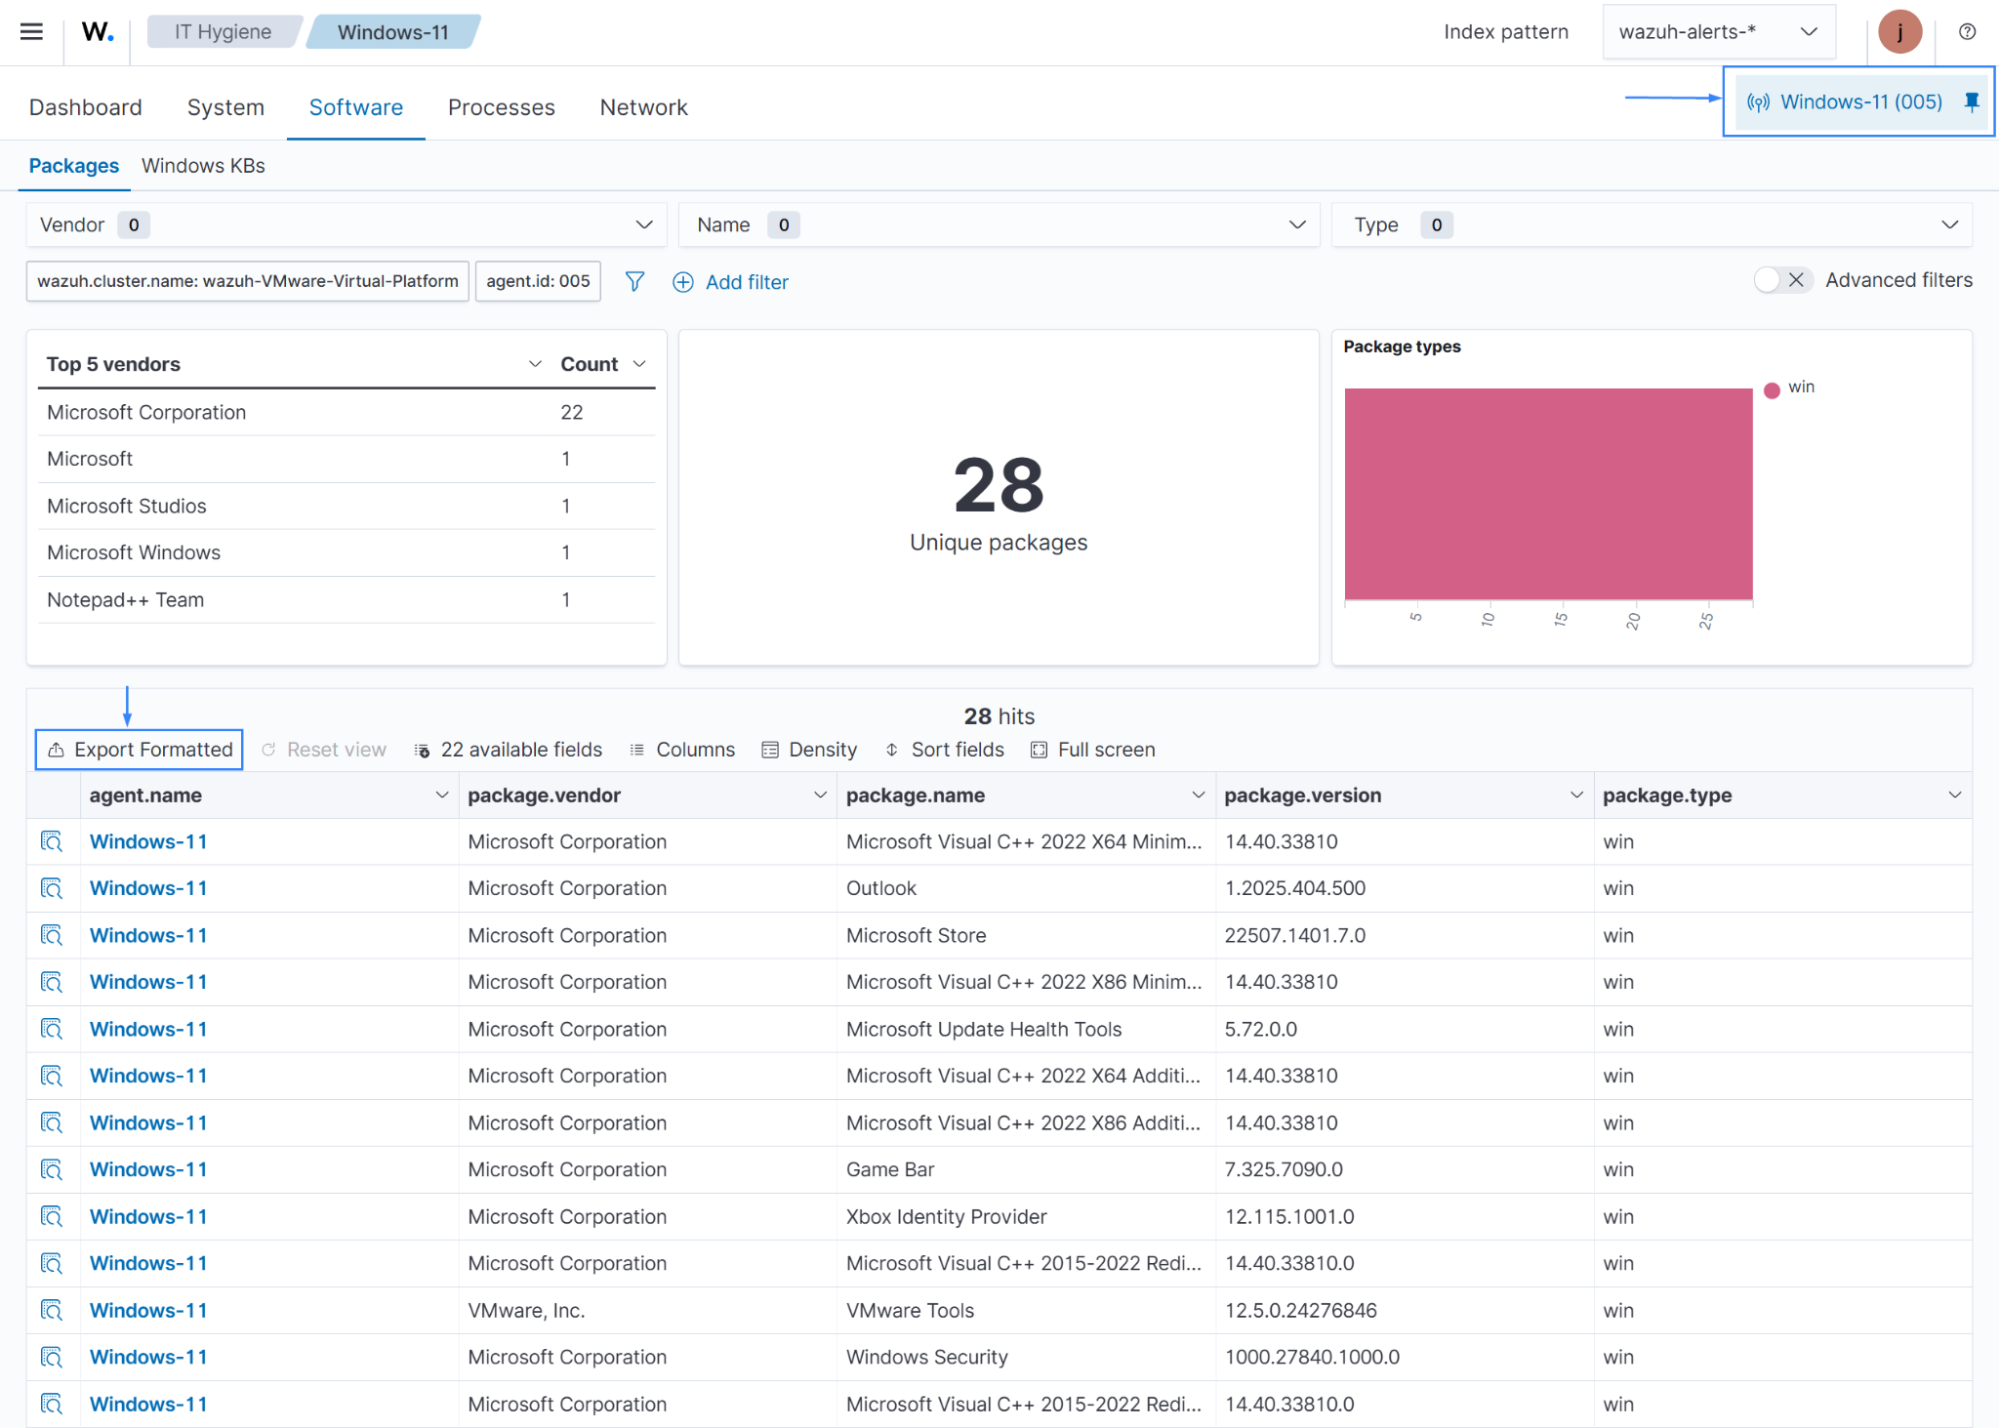 W. IT Hygiene Windows-11 Index pattern wazuh-alerts-* j
Dashboard System Software Processes Network Windows-11 (005)
Packages Windows KBs
Vendor 0 Name 0 Type 0
wazuh.cluster.name: wazuh-VMware-Virtual-Platform agent.id: 005 Add filter Advanced filters
Top 5 vendors Count
Microsoft Corporation 22
Microsoft 1
Microsoft Studios 1
Microsoft Windows 1
Notepad++ Team 1
28
Unique packages
Package types
win
5 10 15 20 25
28 hits
Export Formatted Reset view 22 available fields Columns Density Sort fields Full screen
agent.name package.vendor package.name package.version package.type
Windows-11 Microsoft Corporation Microsoft Visual C++ 2022 X64 Minim... 14.40.33810 win
Windows-11 Microsoft Corporation Outlook 1.2025.404.500 win
Windows-11 Microsoft Corporation Microsoft Store 22507.1401.7.0 win
Windows-11 Microsoft Corporation Microsoft Visual C++ 2022 X86 Minim... 14.40.33810 win
Windows-11 Microsoft Corporation Microsoft Update Health Tools 5.72.0.0 win
Windows-11 Microsoft Corporation Microsoft Visual C++ 2022 X64 Additi... 14.40.33810 win
Windows-11 Microsoft Corporation Microsoft Visual C++ 2022 X86 Additi... 14.40.33810 win
Windows-11 Microsoft Corporation Game Bar 7.325.7090.0 win
Windows-11 Microsoft Corporation Xbox Identity Provider 12.115.1001.0 win
Windows-11 Microsoft Corporation Microsoft Visual C++ 2015-2022 Redi... 14.40.33810.0 win
Windows-11 VMware, Inc. VMware Tools 12.5.0.24276846 win
Windows-11 Microsoft Corporation Windows Security 1000.27840.1000.0 win
Windows-11 Microsoft Corporation Microsoft Visual C++ 2015-2022 Redi... 14.40.33810.0 win